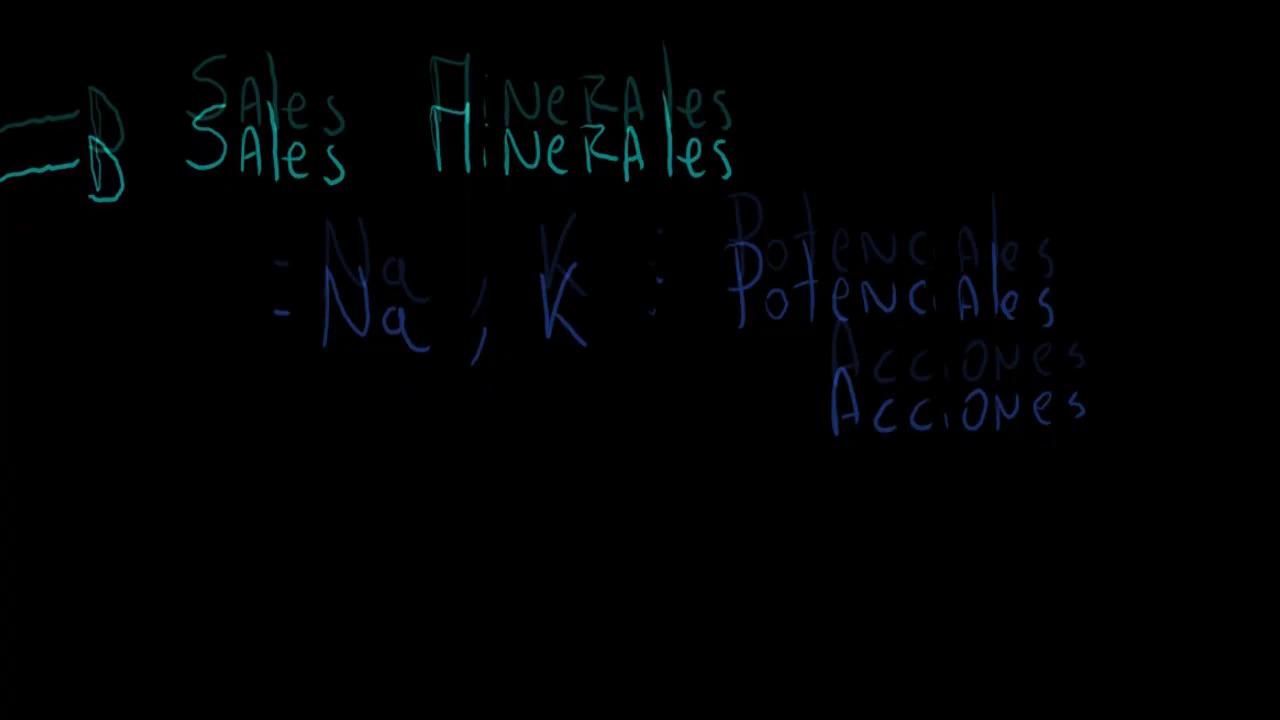 Sales Minerales
- Na , K : Potenciales
Acciones